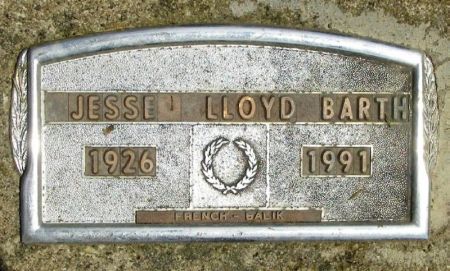 JESSE LLOYD BARTH
1926 1991
FRENCH - BALIK